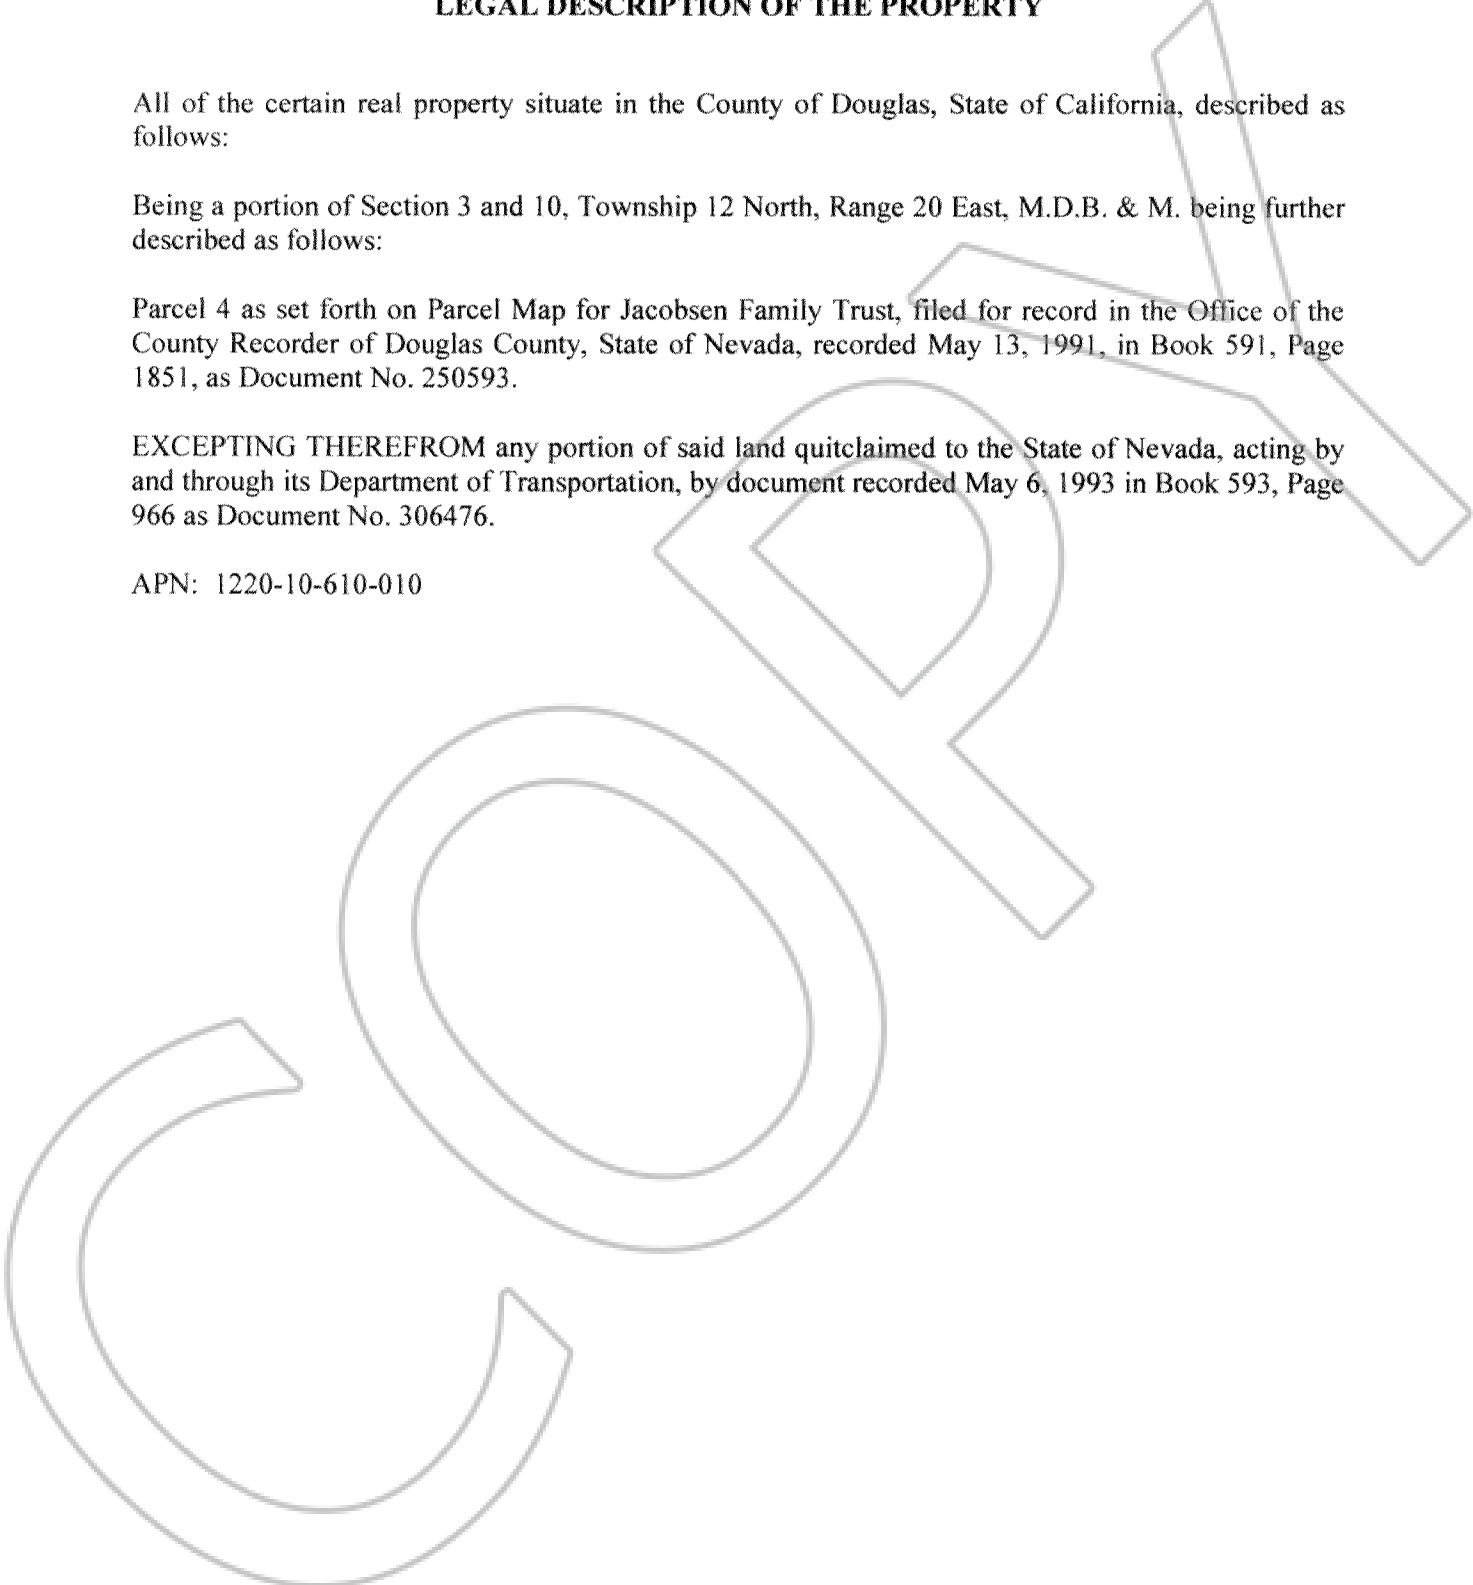 LEGAL DESCRIPTION OF THE PROPERTY
All of the certain real property situate in the County of Douglas, State of California, described as
follows:
Being a portion of Section 3 and 10, Township 12 North, Range 20 East, M.D.B. & M. being further
described as follows:
Parcel 4 as set forth on Parcel Map for Jacobsen Family Trust, filed for record in the Office of the
County Recorder of Douglas County, State of Nevada, recorded May 13, 1991, in Book 591, Page
1851, as Document No. 250593.
EXCEPTING THEREFROM any portion of said land quitclaimed to the State of Nevada, acting by
and through its Department of Transportation, by document recorded May 6, 1993 in Book 593, Page
966 as Document No. 306476.
APN: 1220-10-610-010
COPY